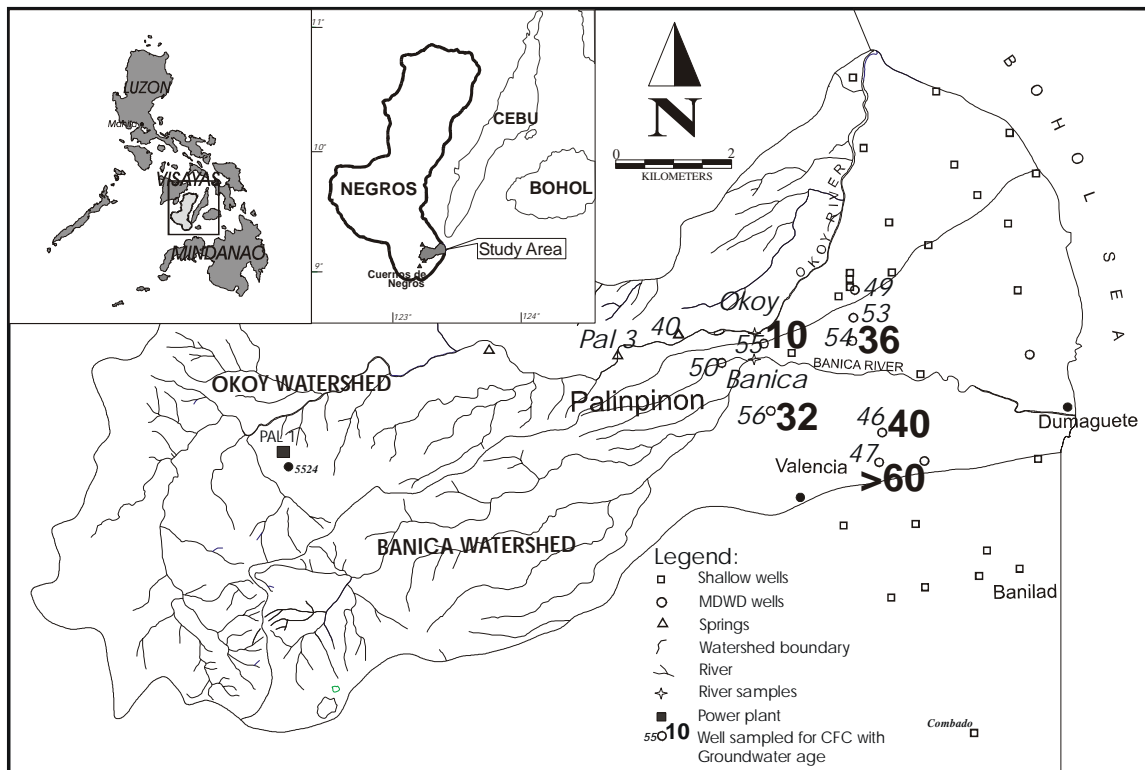 11°
10°
9°
123°
124°
LUZON
Manila
VISAYAS
MINDANAO
NEGROS
CEBU
BOHOL
Study Area
Cuernos de
Negros
N
0
2
KILOMETERS
BOHOL SEA
OKOY RIVER
49
53
54
36
Okoy
10
55
40
Pal 3
50
Banica
BANICA RIVER
OKOY WATERSHED
Palinpinon
56
32
46
40
Dumaguete
PAL 1
5524
47
>60
Valencia
BANICA WATERSHED
Legend:
Shallow wells
MDWD wells
Springs
Watershed boundary
River
River samples
Power plant
55 10 Well sampled for CFC with
Groundwater age
Banilad
Combado